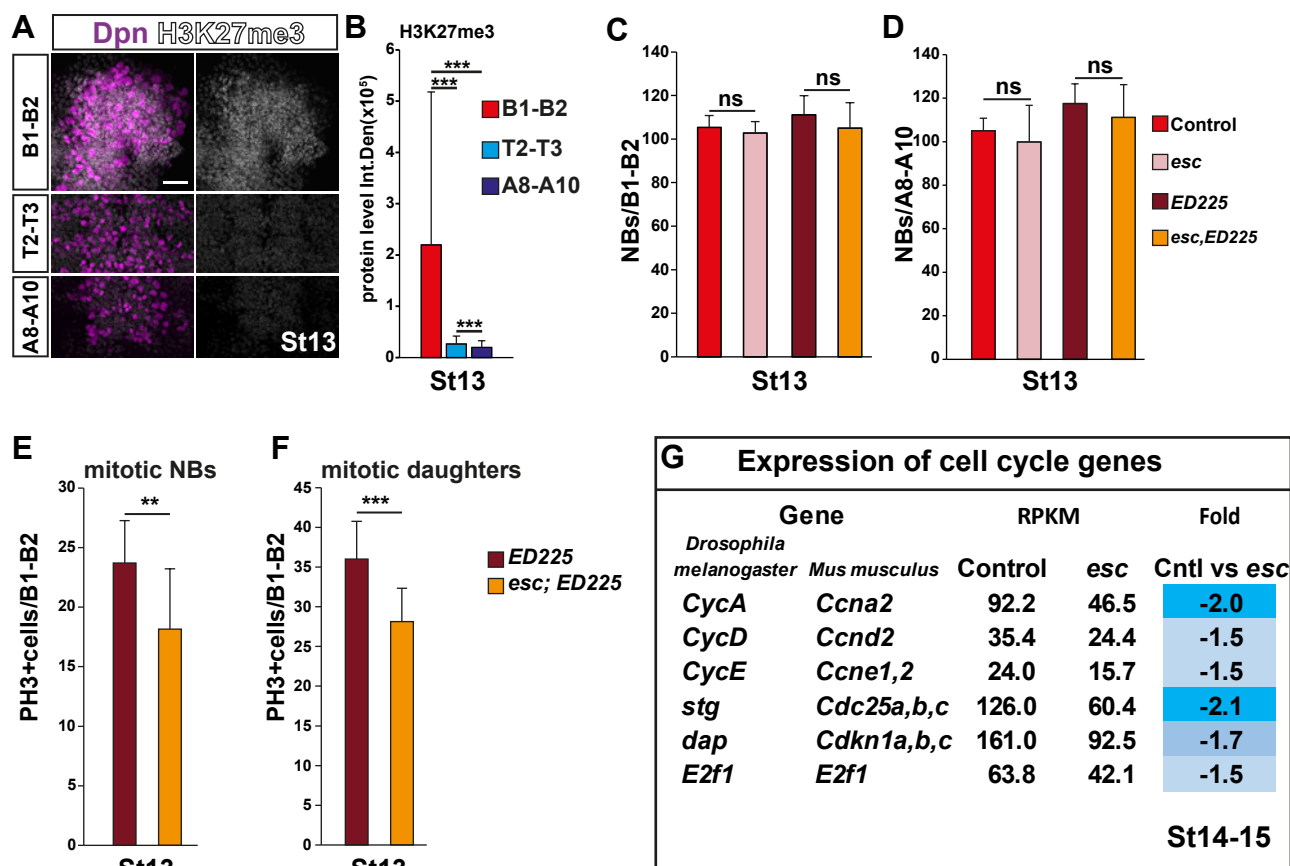 A
Dpn H3K27me3
B1-B2
T2-T3
A8-A10
St13
B
H3K27me3
protein level Int.Den(x10⁵)
6
5
4
3
2
1
0
***
***
***
B1-B2
T2-T3
A8-A10
St13
C
NBs/B1-B2
140
120
100
80
60
40
20
0
ns
ns
St13
D
NBs/A8-A10
140
120
100
80
60
40
20
0
ns
ns
St13
Control
esc
ED225
esc,ED225
E
mitotic NBs
PH3+cells/B1-B2
30
25
20
15
10
5
0
**
St13
F
mitotic daughters
PH3+cells/B1-B2
45
40
35
30
25
20
15
10
5
0
***
St13
ED225
esc; ED225
G Expression of cell cycle genes
Gene RPKM Fold
Drosophila
melanogaster Mus musculus Control esc Cntl vs esc
CycA Ccna2 92.2 46.5 -2.0
CycD Ccnd2 35.4 24.4 -1.5
CycE Ccne1,2 24.0 15.7 -1.5
stg Cdc25a,b,c 126.0 60.4 -2.1
dap Cdkn1a,b,c 161.0 92.5 -1.7
E2f1 E2f1 63.8 42.1 -1.5
St14-15